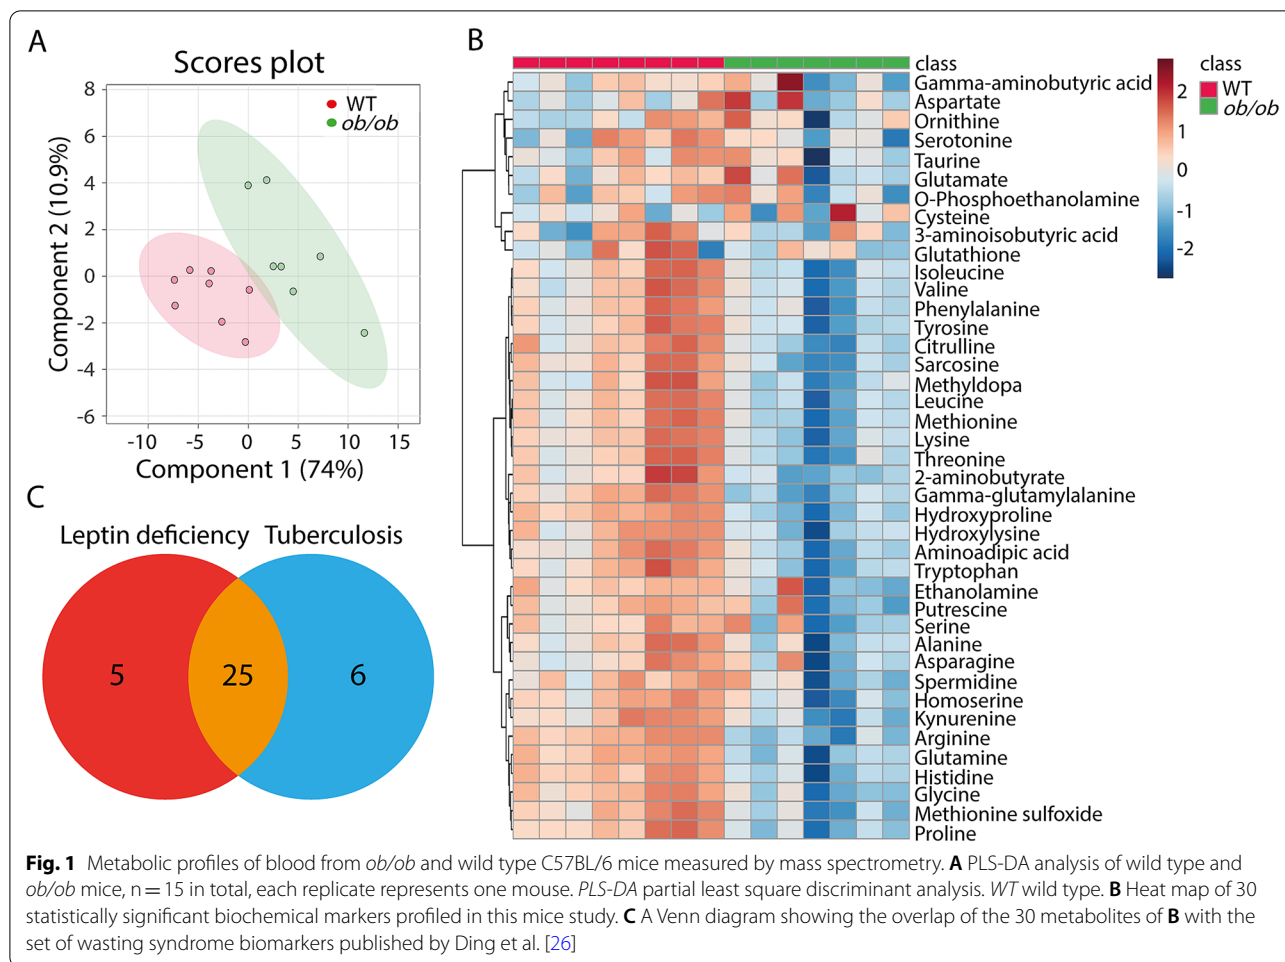 A
Scores plot
WT
ob/ob
8
6
4
2
0
-2
-4
-6
Component 2 (10.9%)
-10 -5 0 5 10 15
Component 1 (74%)
B
class
Gamma-aminobutyric acid
Aspartate
Ornithine
Serotonine
Taurine
Glutamate
O-Phosphoethanolamine
Cysteine
3-aminoisobutyric acid
Glutathione
Isoleucine
Valine
Phenylalanine
Tyrosine
Citrulline
Sarcosine
Methyldopa
Leucine
Methionine
Lysine
Threonine
2-aminobutyrate
Gamma-glutamylalanine
Hydroxyproline
Hydroxylysine
Aminoadipic acid
Tryptophan
Ethanolamine
Putrescine
Serine
Alanine
Asparagine
Spermidine
Homoserine
Kynurenine
Arginine
Glutamine
Histidine
Glycine
Methionine sulfoxide
Proline
2
1
0
-1
-2
class
WT
ob/ob
C
Leptin deficiency Tuberculosis
5 25 6
Fig. 1 Metabolic profiles of blood from ob/ob and wild type C57BL/6 mice measured by mass spectrometry. A PLS-DA analysis of wild type and
ob/ob mice, n = 15 in total, each replicate represents one mouse. PLS-DA partial least square discriminant analysis. WT wild type. B Heat map of 30
statistically significant biochemical markers profiled in this mice study. C A Venn diagram showing the overlap of the 30 metabolites of B with the
set of wasting syndrome biomarkers published by Ding et al. [26]